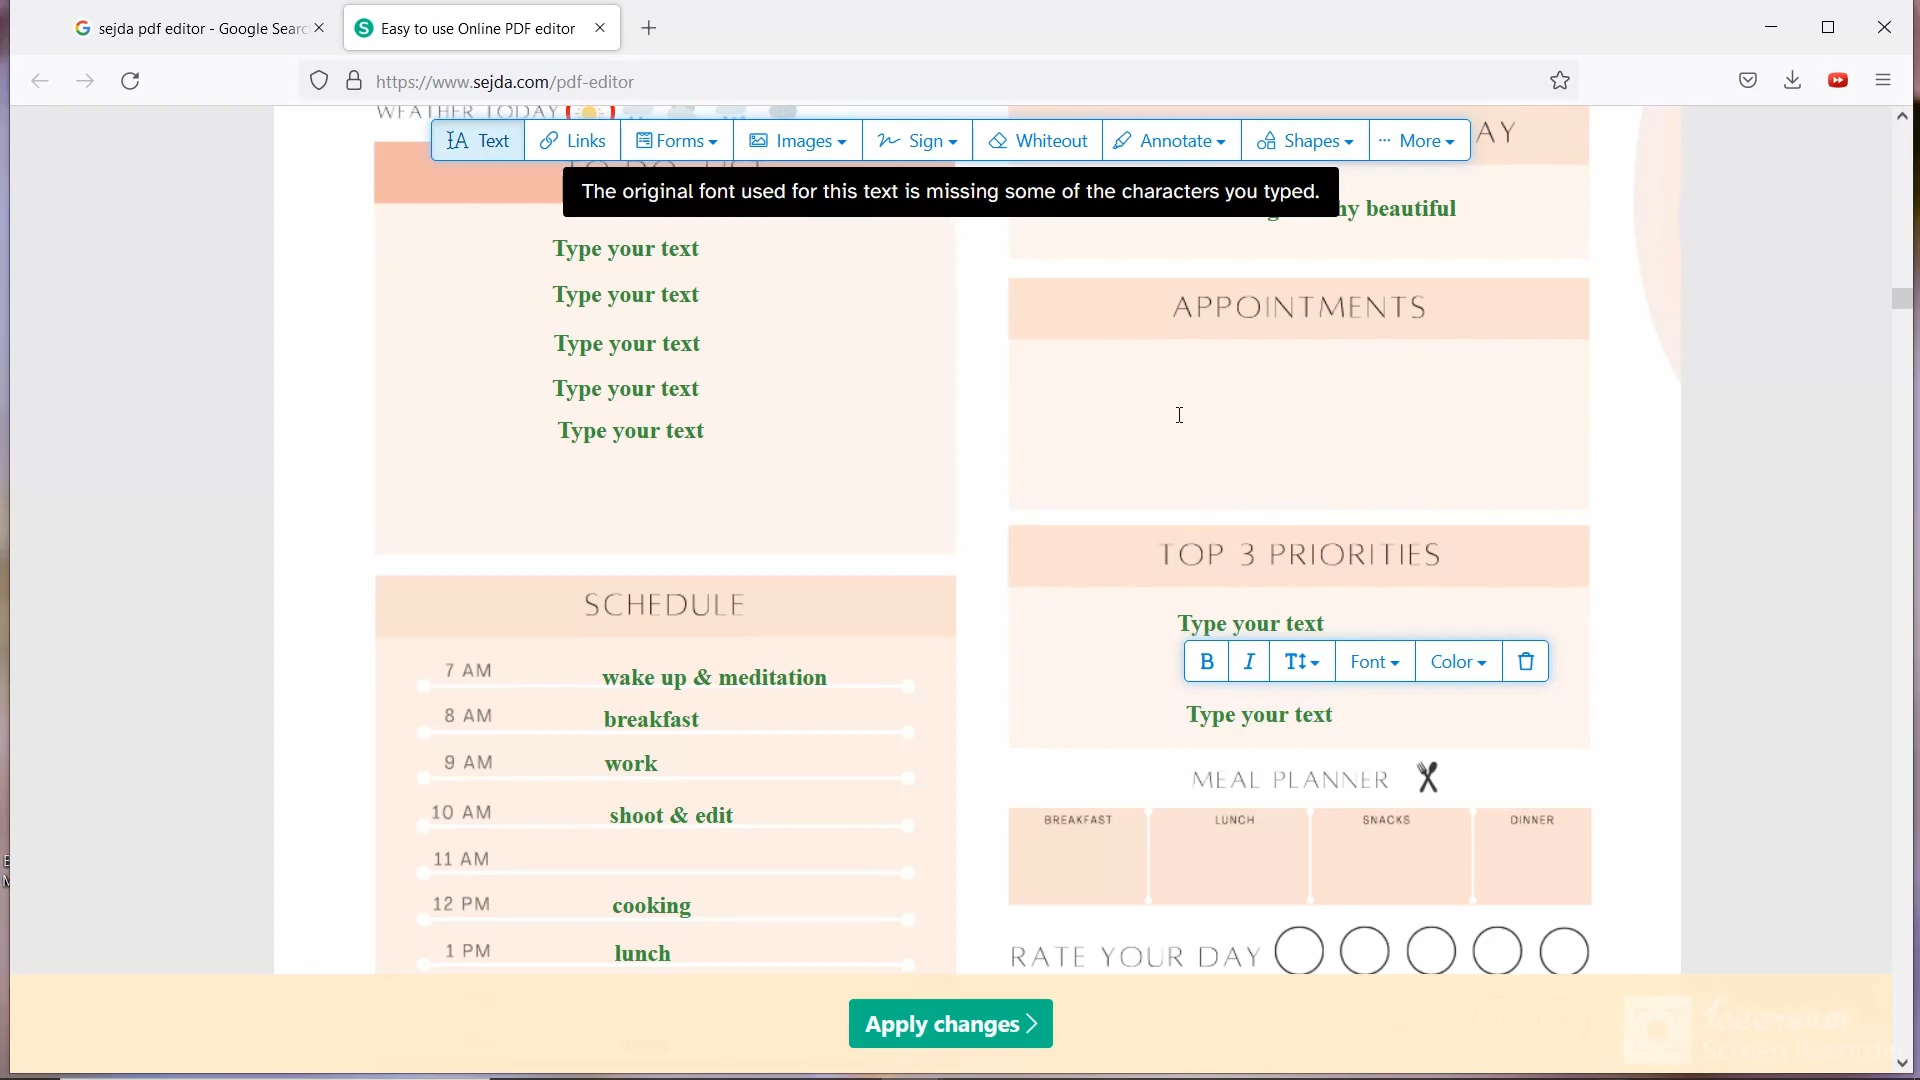 sejda pdf editor - Google Searc
Easy to use Online PDF editor
https://www.sejda.com/pdf-editor
WEATHER TODAY
Text
Links
Forms
Images
Sign
Whiteout
Annotate
Shapes
More
AY
The original font used for this text is missing some of the characters you typed.
hy beautiful
Type your text
Type your text
Type your text
Type your text
Type your text
APPOINTMENTS
TOP 3 PRIORITIES
Type your text
B I T Font Color
Type your text
SCHEDULE
7 AM wake up & meditation
8 AM breakfast
9 AM work
10 AM shoot & edit
11 AM
12 PM cooking
1 PM lunch
MEAL PLANNER
BREAKFAST LUNCH SNACKS DINNER
RATE YOUR DAY
Apply changes